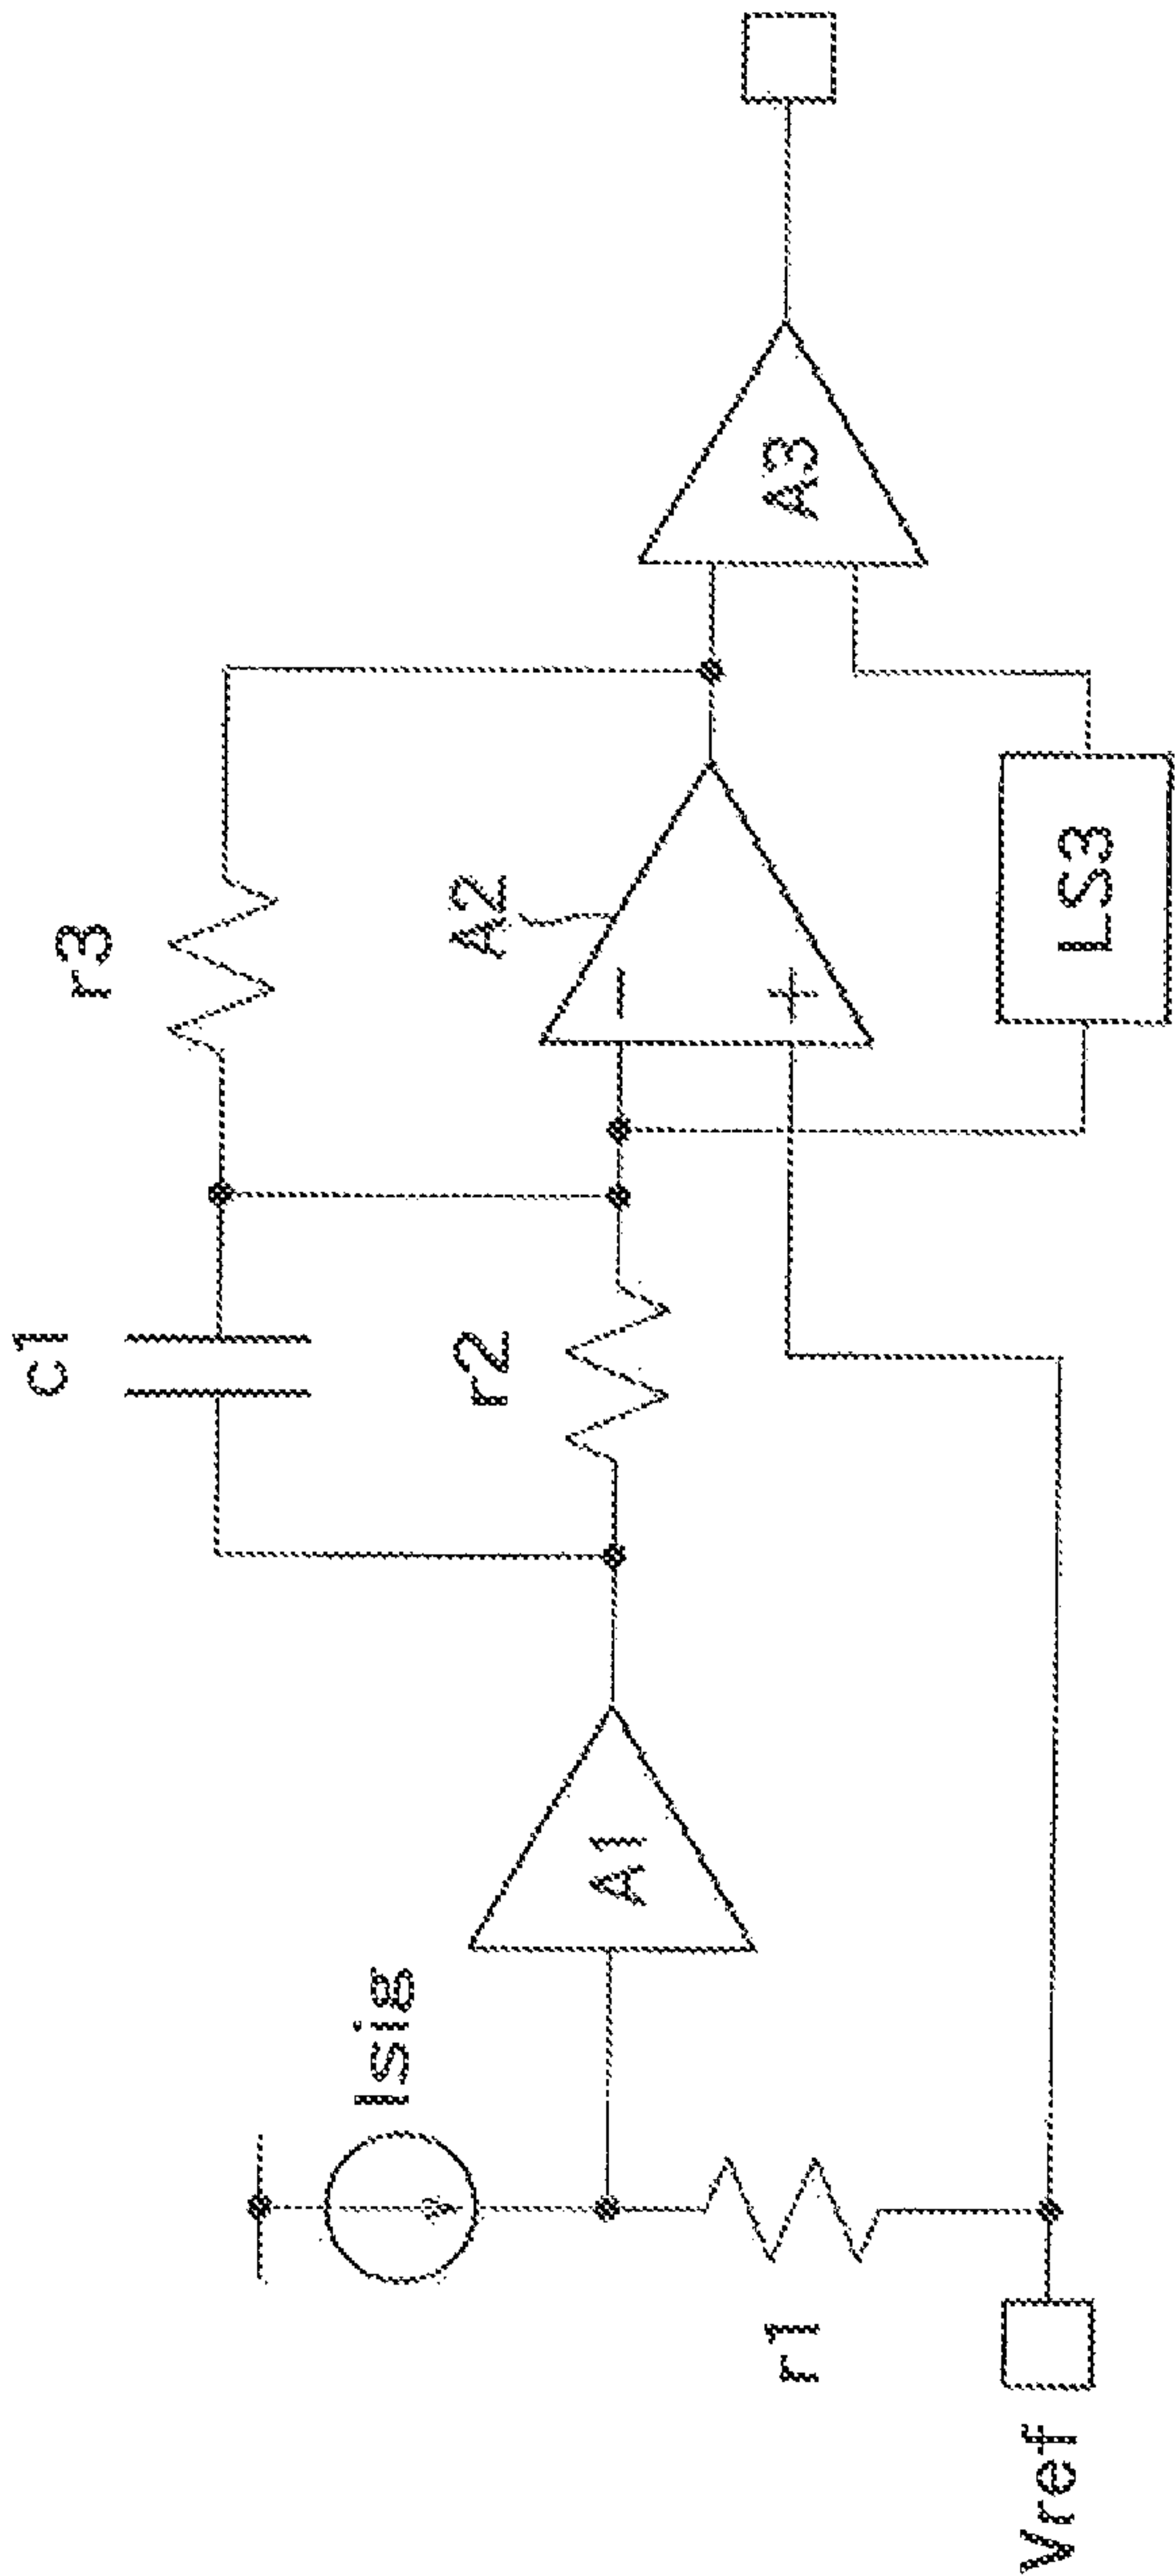 c1
r3
r2
A2
−
+
Isig
A1
A3
r1
LS3
Vref